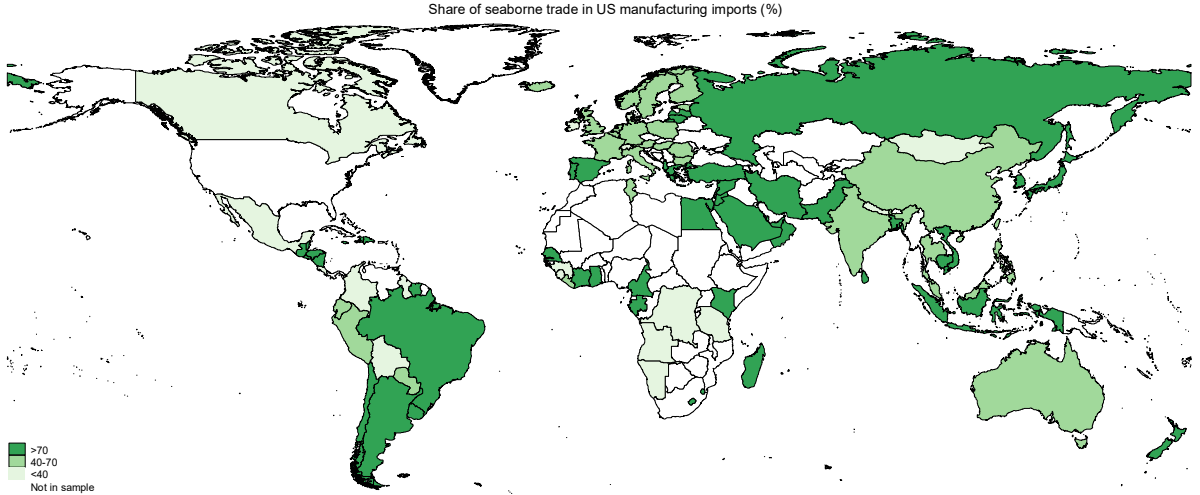 Share of seaborne trade in US manufacturing imports (%)
>70
40-70
<40
Not in sample